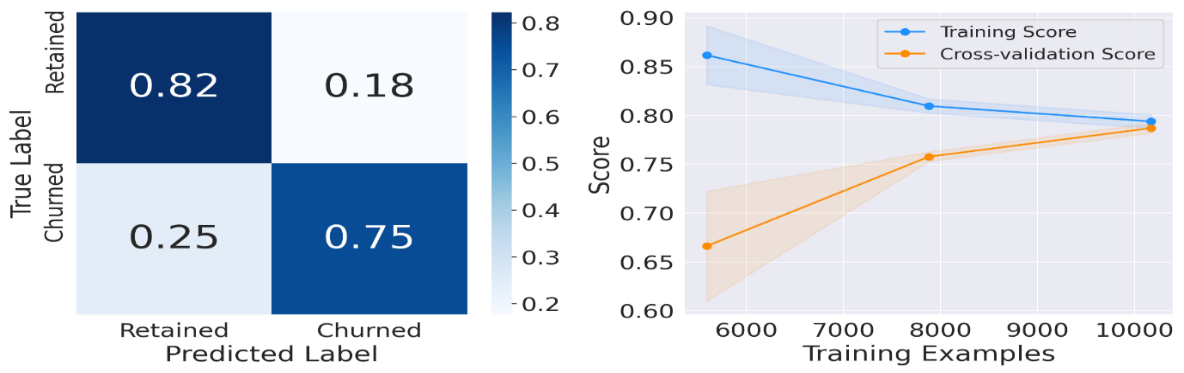 True Label
Retained
Churned
0.82
0.18
0.25
0.75
Retained
Churned
Predicted Label
0.8
0.7
0.6
0.5
0.4
0.3
0.2
Score
0.90
0.85
0.80
0.75
0.70
0.65
0.60
Training Score
Cross-validation Score
6000
7000
8000
9000
10000
Training Examples